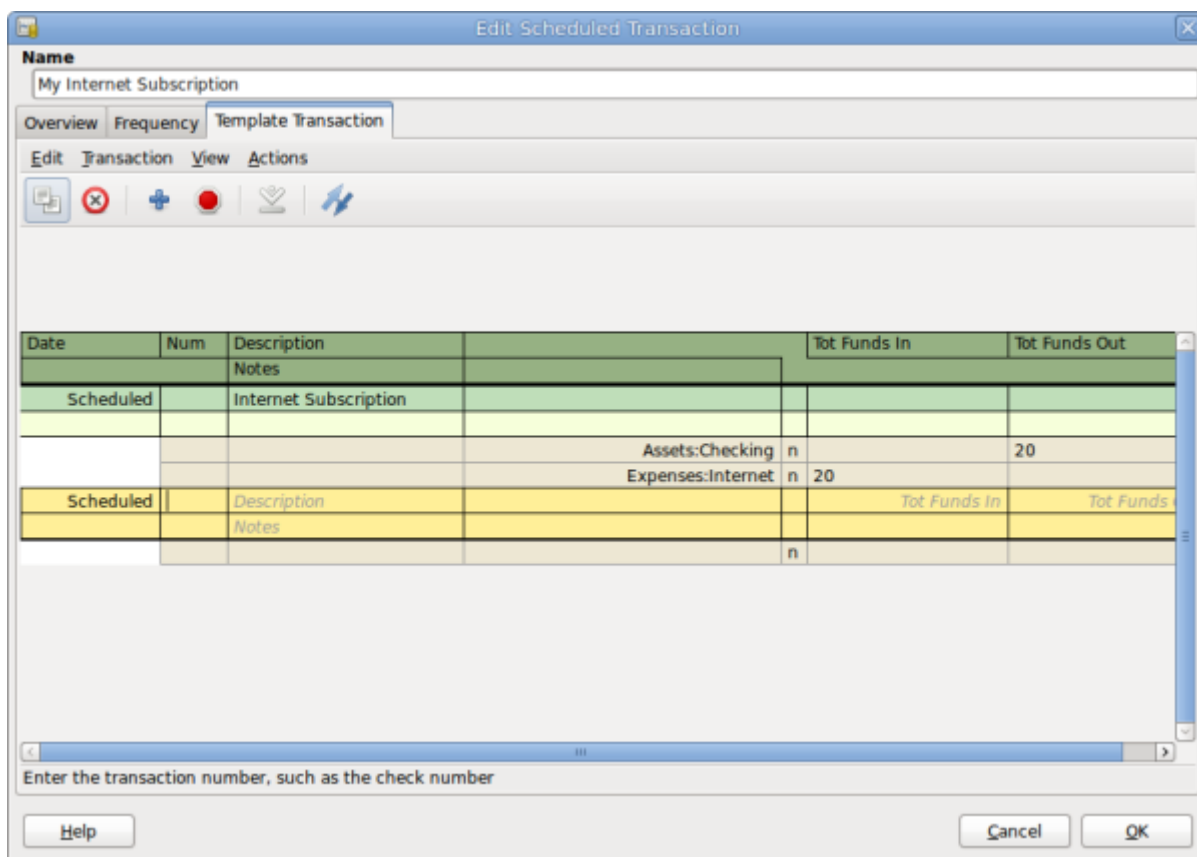 Edit Scheduled Transaction
Name
My Internet Subscription
Overview Frequency Template Transaction
Edit Transaction View Actions
Date Num Description Tot Funds In Tot Funds Out
Notes
Scheduled Internet Subscription
Assets:Checking n 20
Expenses:Internet n 20
Scheduled Description Tot Funds In Tot Funds
Notes
n
Enter the transaction number, such as the check number
Help Cancel OK